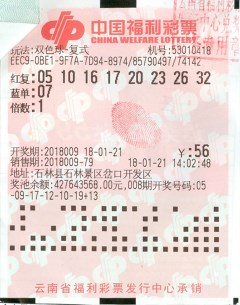 中国福利彩票
CHINA WELFARE LOTTERY
玩法:双色球-复式 机号:53010418
EEC9-0BE1-9F7A-7D94-8974/85790497/74142
红复:05 10 16 17 20 23 26 32
蓝单:07
倍数:1
开奖期:2018009 18-01-21 ¥:56
销售期:2018009-79 18-01-21 14:02:48
地址:石林县石林景区岔口开发区
奖池余额:427643568.00元,008期开奖号码:05
-09-17-12-10-19+13
云南省福利彩票发行中心承销